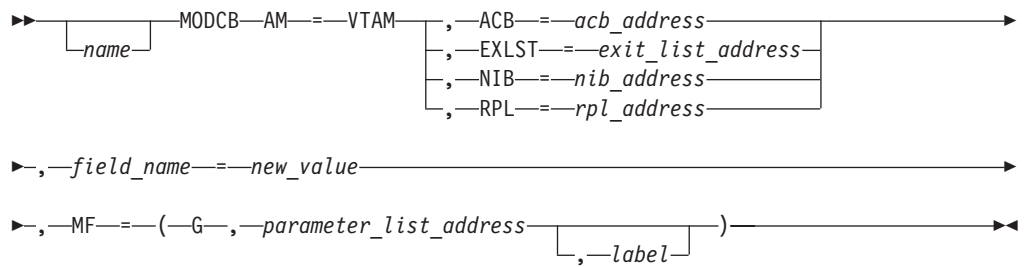 MODCB AM = VTAM , ACB = acb_address
name , EXLST = exit_list_address
, NIB = nib_address
, RPL = rpl_address
, field_name = new_value
, MF = ( G , parameter_list_address )
, label